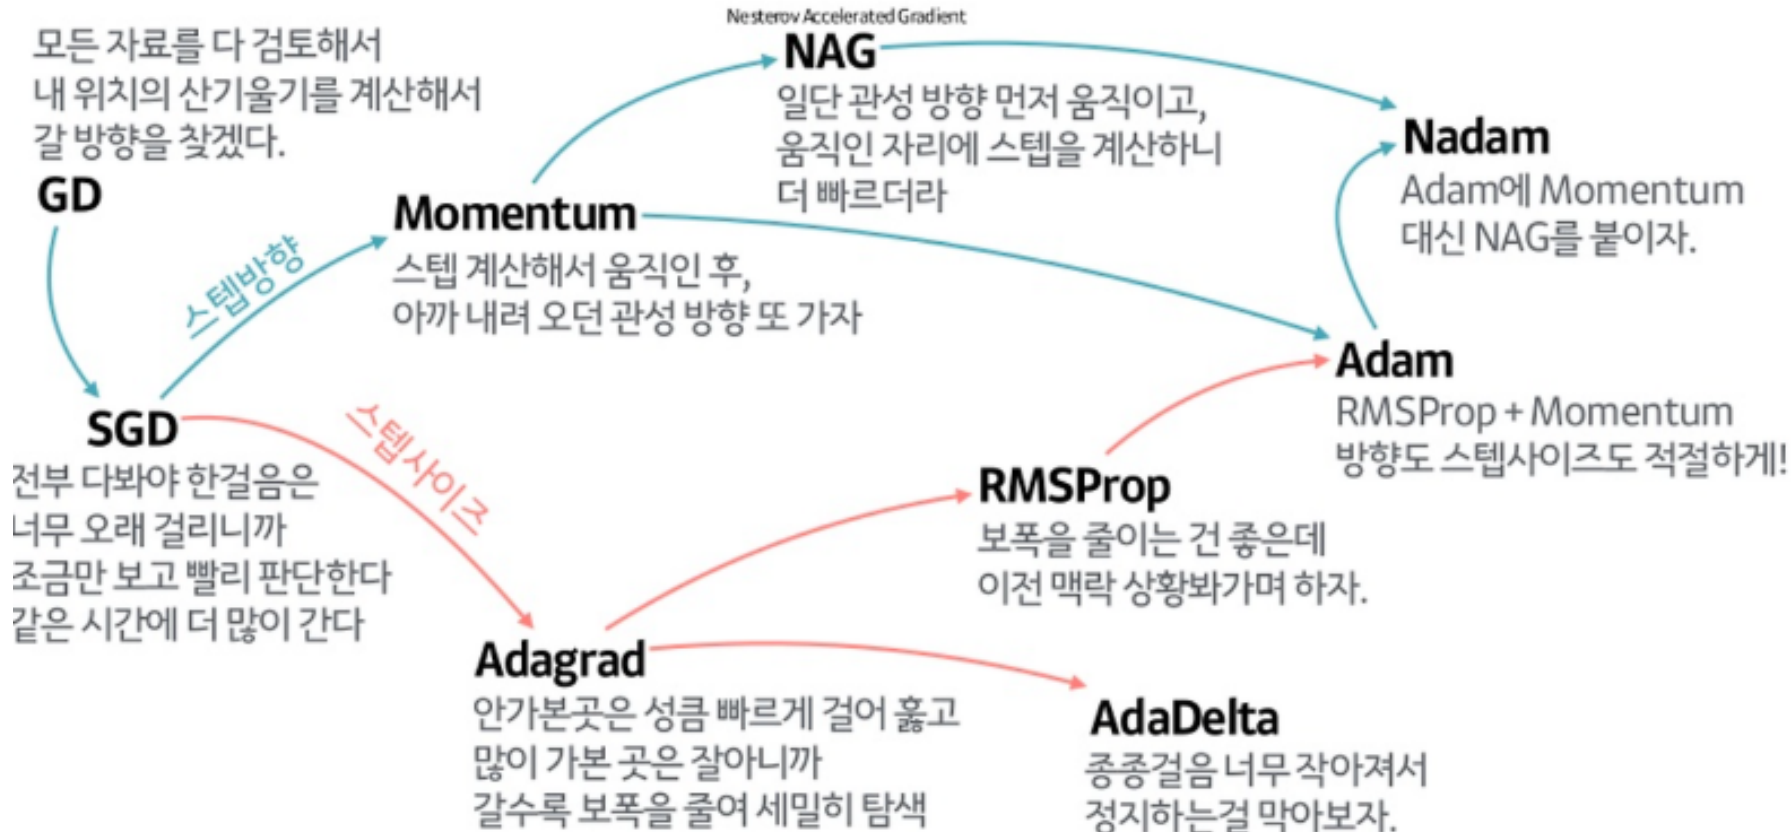 모든 자료를 다 검토해서
내 위치의 산기울기를 계산해서
갈 방향을 찾겠다.
GD
스텝방향
SGD
전부 다봐야 한걸음은
너무 오래 걸리니까
조금만 보고 빨리 판단한다
같은 시간에 더 많이 간다
Momentum
스텝 계산해서 움직인 후,
아까 내려 오던 관성 방향 또 가자
Nesterov Accelerated Gradient
NAG
일단 관성 방향 먼저 움직이고,
움직인 자리에 스텝을 계산하니
더 빠르더라
Nadam
Adam에 Momentum
대신 NAG를 붙이자.
Adam
RMSProp + Momentum
방향도 스텝사이즈도 적절하게!
스텝사이즈
RMSProp
보폭을 줄이는 건 좋은데
이전 맥락 상황봐가며 하자.
Adagrad
안가본곳은 성큼 빠르게 걸어 훓고
많이 가본 곳은 잘아니까
갈수록 보폭을 줄여 세밀히 탐색
AdaDelta
종종걸음 너무 작아져서
정지하는걸 막아보자.